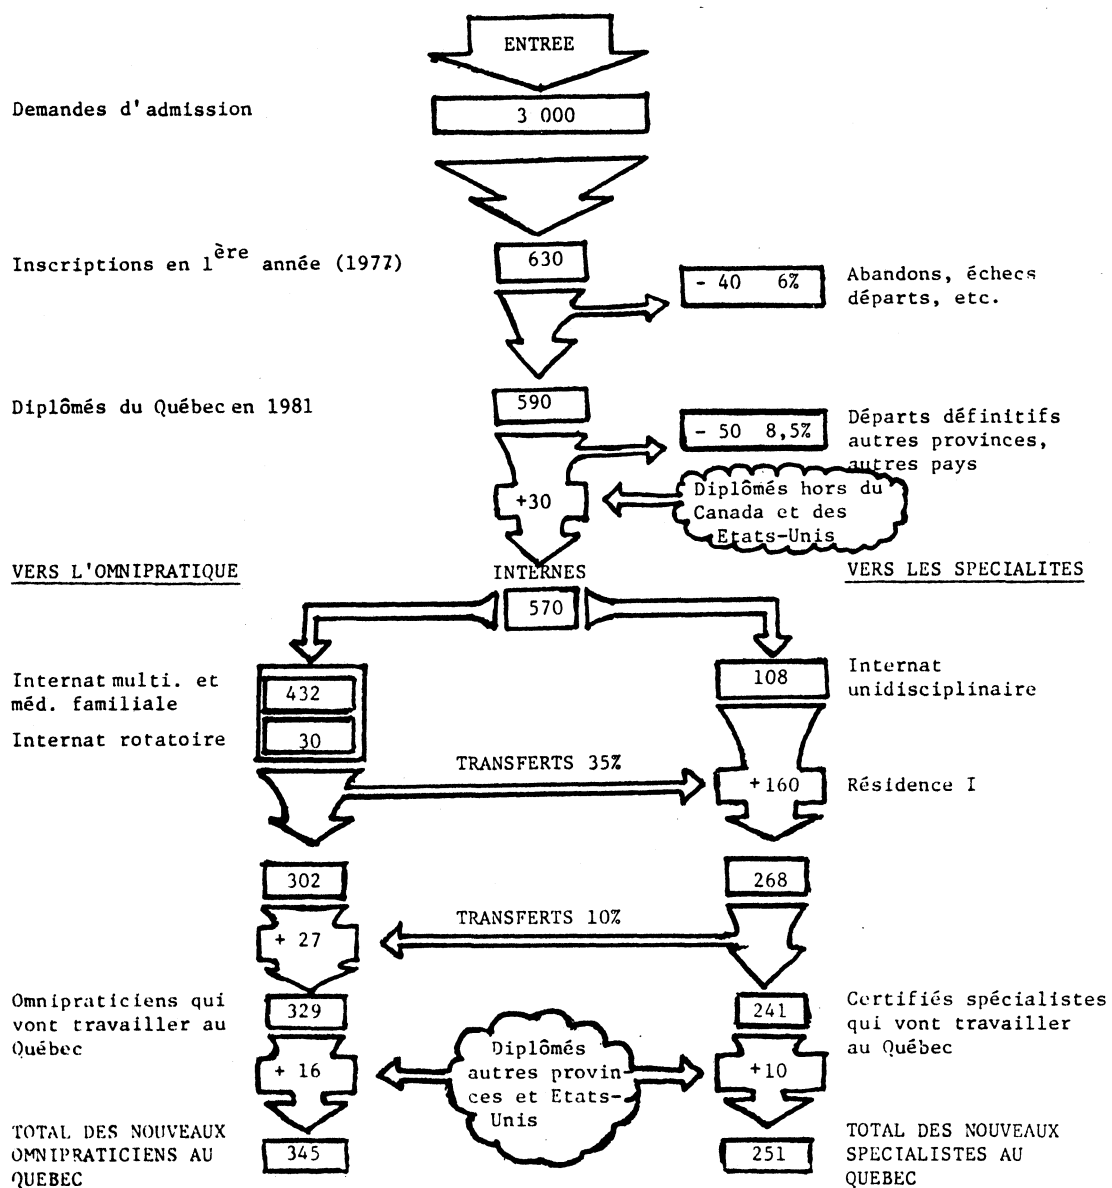 ENTREE
Demandes d'admission
3 000
Inscriptions en 1ère année (1977)
630
- 40 6%
Abandons, échecs
départs, etc.
Diplômés du Québec en 1981
590
- 50 8,5%
Départs définitifs
autres provinces,
autres pays
+30
Diplômés hors du
Canada et des
Etats-Unis
VERS L'OMNIPRATIQUE
INTERNES
VERS LES SPECIALITES
570
Internat multi. et
méd. familiale
432
108
Internat
unidisciplinaire
Internat rotatoire
30
TRANSFERTS 35%
+160
Résidence I
302
268
TRANSFERTS 10%
+ 27
Omnipraticiens qui
vont travailler au
Québec
329
241
Certifiés spécialistes
qui vont travailler
au Québec
+ 16
Diplômés
autres provin-
ces et Etats-
Unis
+10
TOTAL DES NOUVEAUX
OMNIPRATICIENS AU
QUEBEC
345
251
TOTAL DES NOUVEAUX
SPECIALISTES AU
QUEBEC